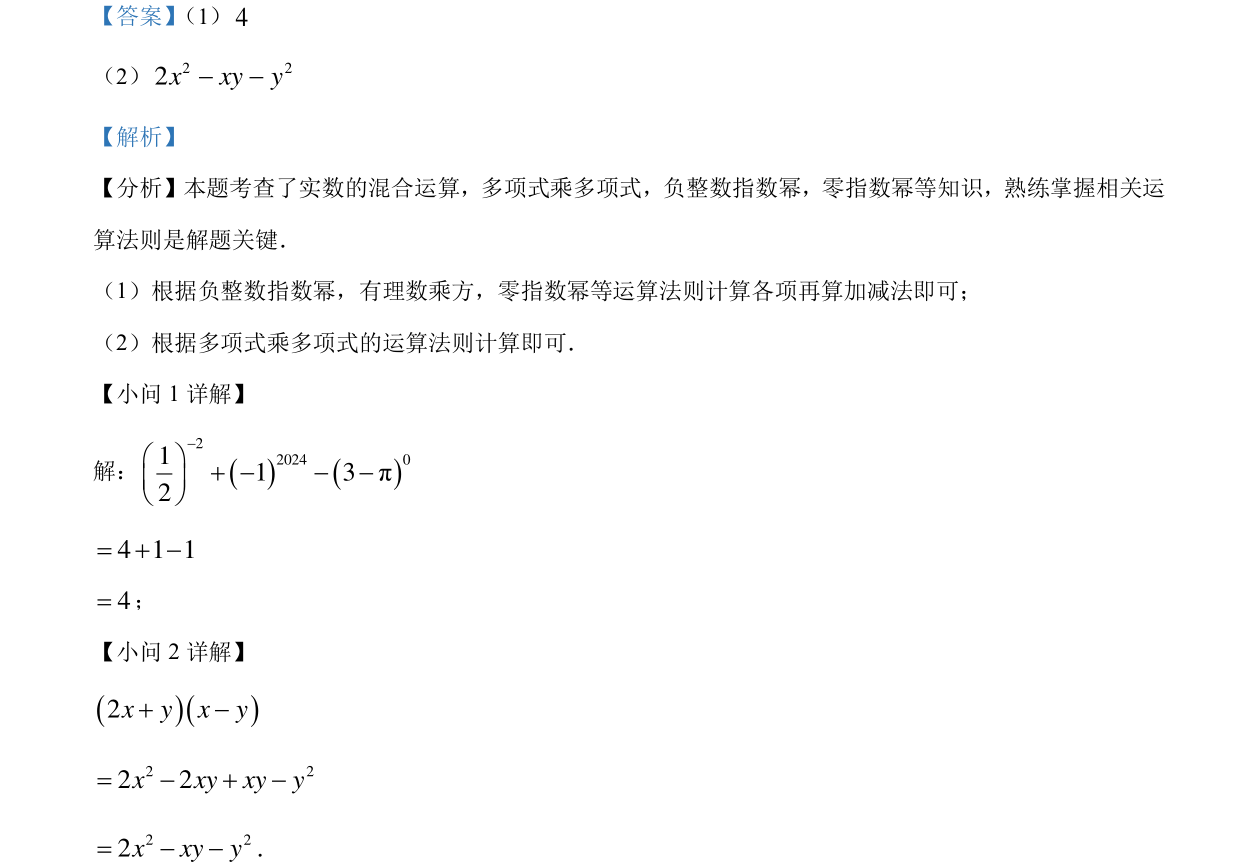 【答案】（1）4
（2）2x² − xy − y²
【解析】
【分析】本题考查了实数的混合运算，多项式乘多项式，负整数指数幂，零指数幂等知识，熟练掌握相关运
算法则是解题关键．
（1）根据负整数指数幂，有理数乘方，零指数幂等运算法则计算各项再算加减法即可；
（2）根据多项式乘多项式的运算法则计算即可．
【小问 1 详解】
解：(1/2)⁻² + (−1)²⁰²⁴ − (3 − π)⁰
= 4 + 1 − 1
= 4；
【小问 2 详解】
(2x + y)(x − y)
= 2x² − 2xy + xy − y²
= 2x² − xy − y²．